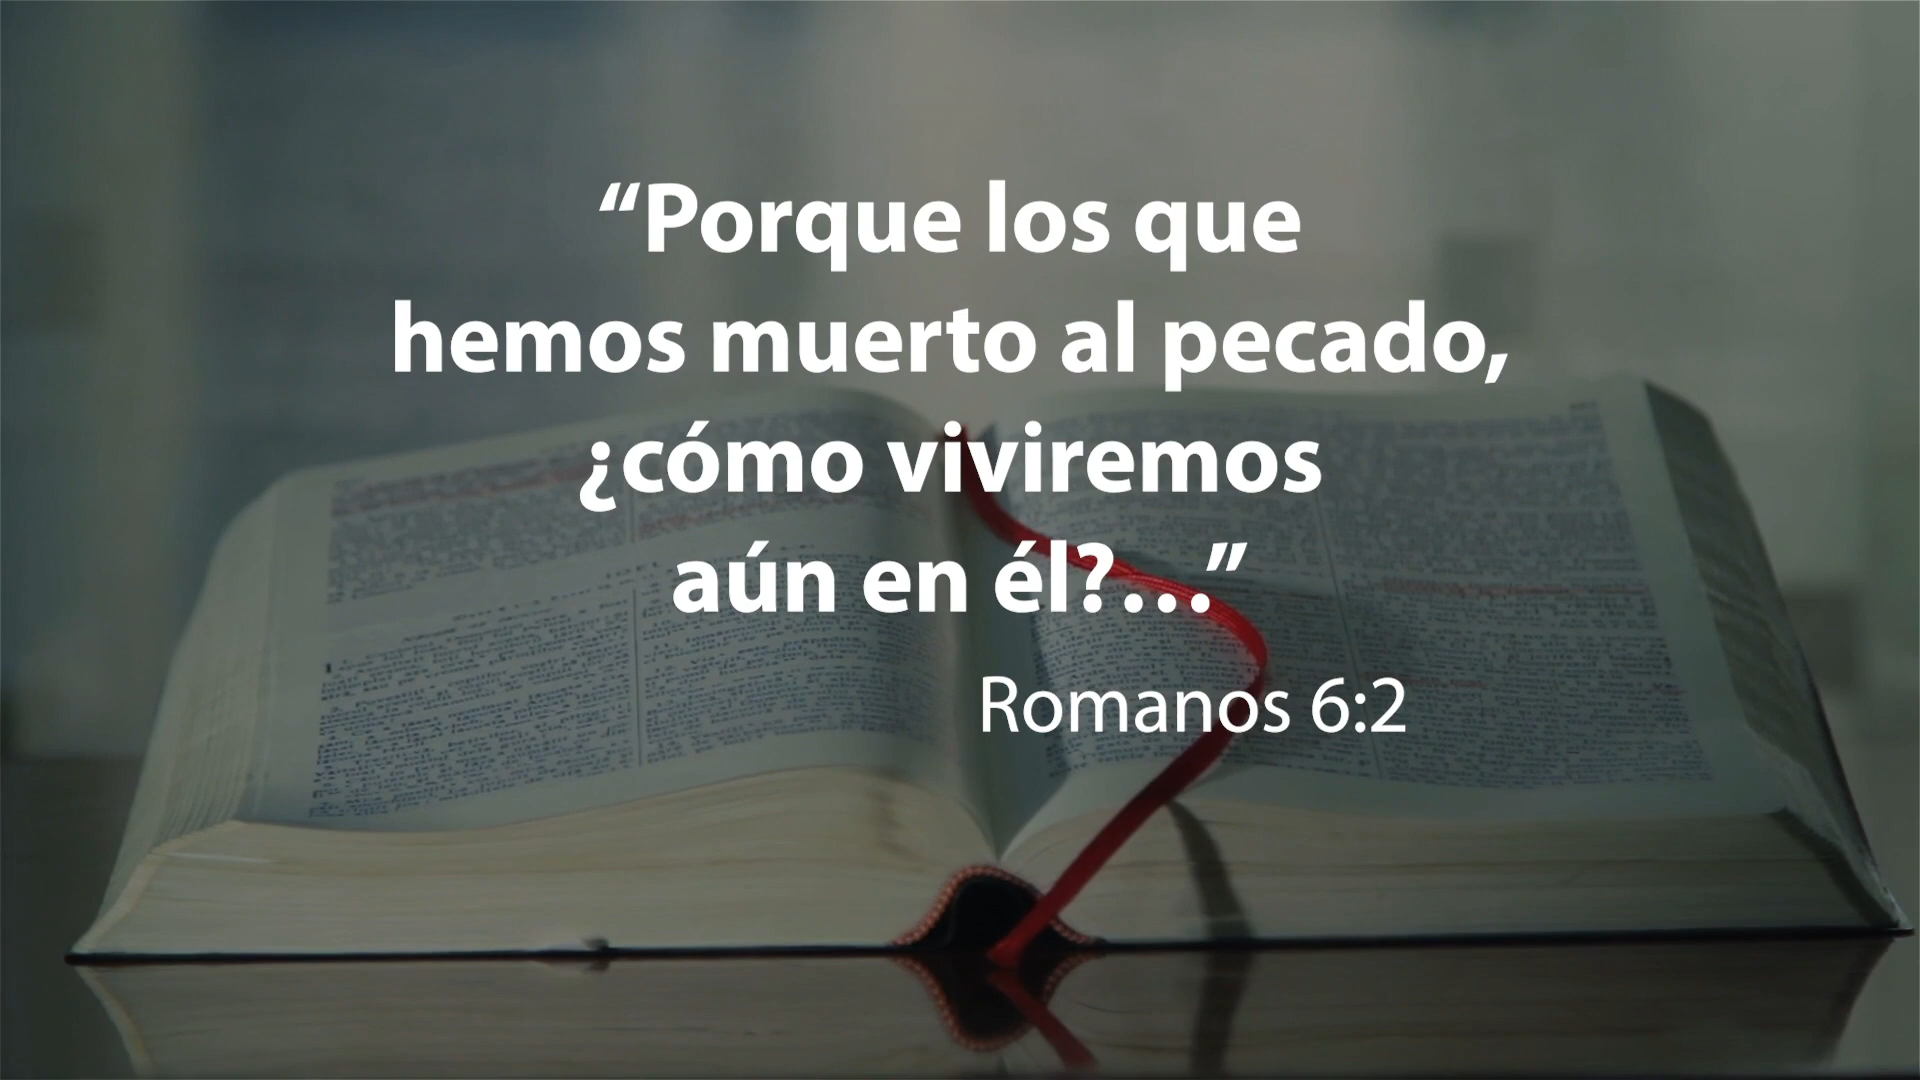 “Porque los que
hemos muerto al pecado,
¿cómo viviremos
aún en él?...”
Romanos 6:2